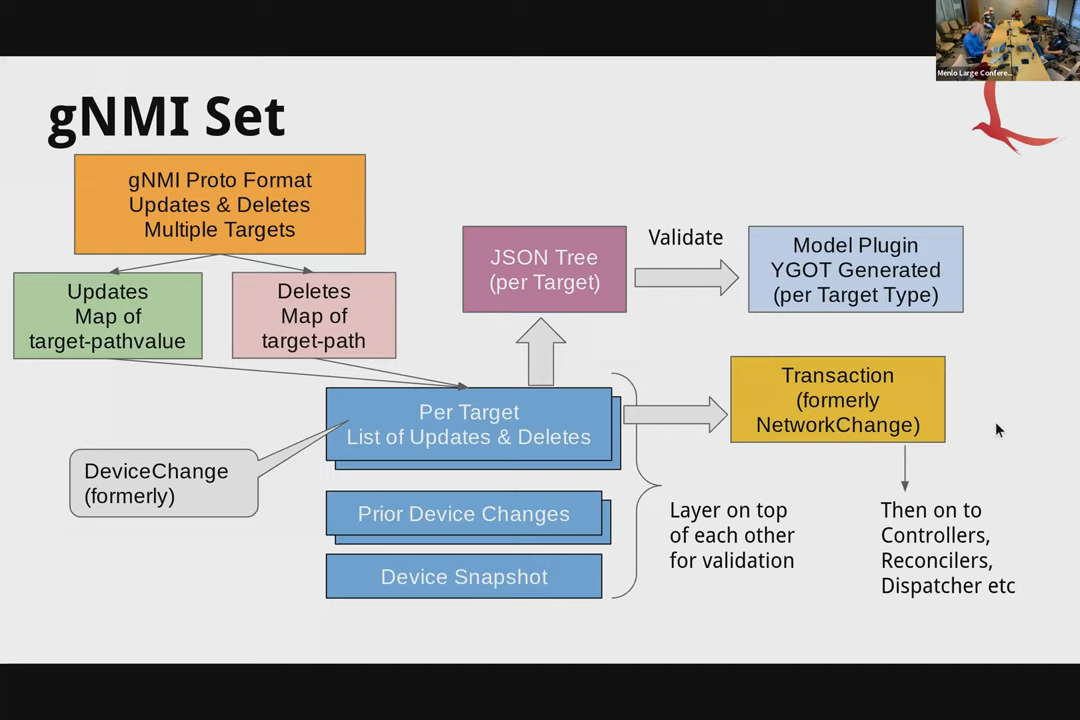 Menlo Large Confere...
gNMI Set
gNMI Proto Format
Updates & Deletes
Multiple Targets
Updates
Map of
target-pathvalue
Deletes
Map of
target-path
JSON Tree
(per Target)
Validate
Model Plugin
YGOT Generated
(per Target Type)
Per Target
List of Updates & Deletes
Transaction
(formerly
NetworkChange)
DeviceChange
(formerly)
Prior Device Changes
Device Snapshot
Layer on top
of each other
for validation
Then on to
Controllers,
Reconcilers,
Dispatcher etc